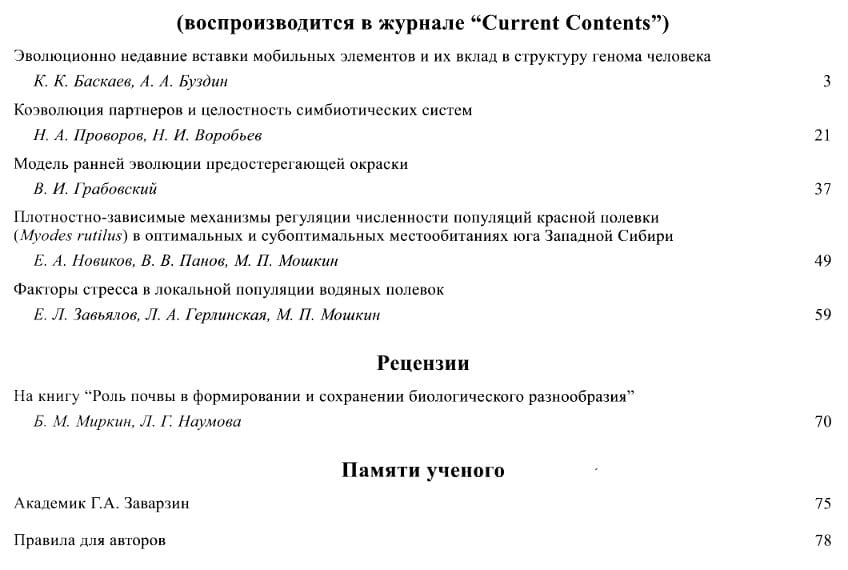 (воспроизводится в журнале “Current Contents”)
Эволюционно недавние вставки мобильных элементов и их вклад в структуру генома человека
К. К. Баскаев, А. А. Буздин 3
Коэволюция партнеров и целостность симбиотических систем
Н. А. Проворов, Н. И. Воробьев 21
Модель ранней эволюции предостерегающей окраски
В. И. Грабовский 37
Плотностно-зависимые механизмы регуляции численности популяций красной полевки
(Myodes rutilus) в оптимальных и субоптимальных местообитаниях юга Западной Сибири
Е. А. Новиков, В. В. Панов, М. П. Мошкин 49
Факторы стресса в локальной популяции водяных полевок
Е. Л. Завьялов, Л. А. Герлинская, М. П. Мошкин 59
Рецензии
На книгу “Роль почвы в формировании и сохранении биологического разнообразия”
Б. М. Миркин, Л. Г. Наумова 70
Памяти ученого
Академик Г.А. Заварзин 75
Правила для авторов 78